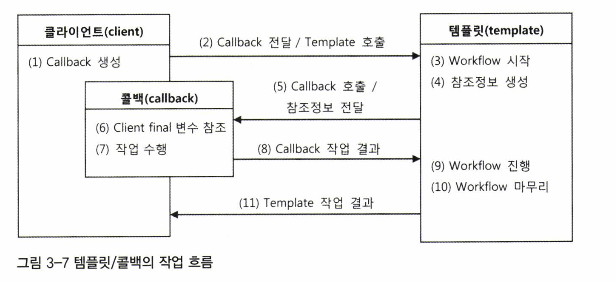 클라이언트(client)
(1) Callback 생성
(2) Callback 전달 / Template 호출
템플릿(template)
(3) Workflow 시작
(4) 참조정보 생성
(5) Callback 호출 /
참조정보 전달
콜백(callback)
(6) Client final 변수 참조
(7) 작업 수행
(8) Callback 작업 결과
(9) Workflow 진행
(10) Workflow 마무리
(11) Template 작업 결과
그림 3-7 템플릿/콜백의 작업 흐름